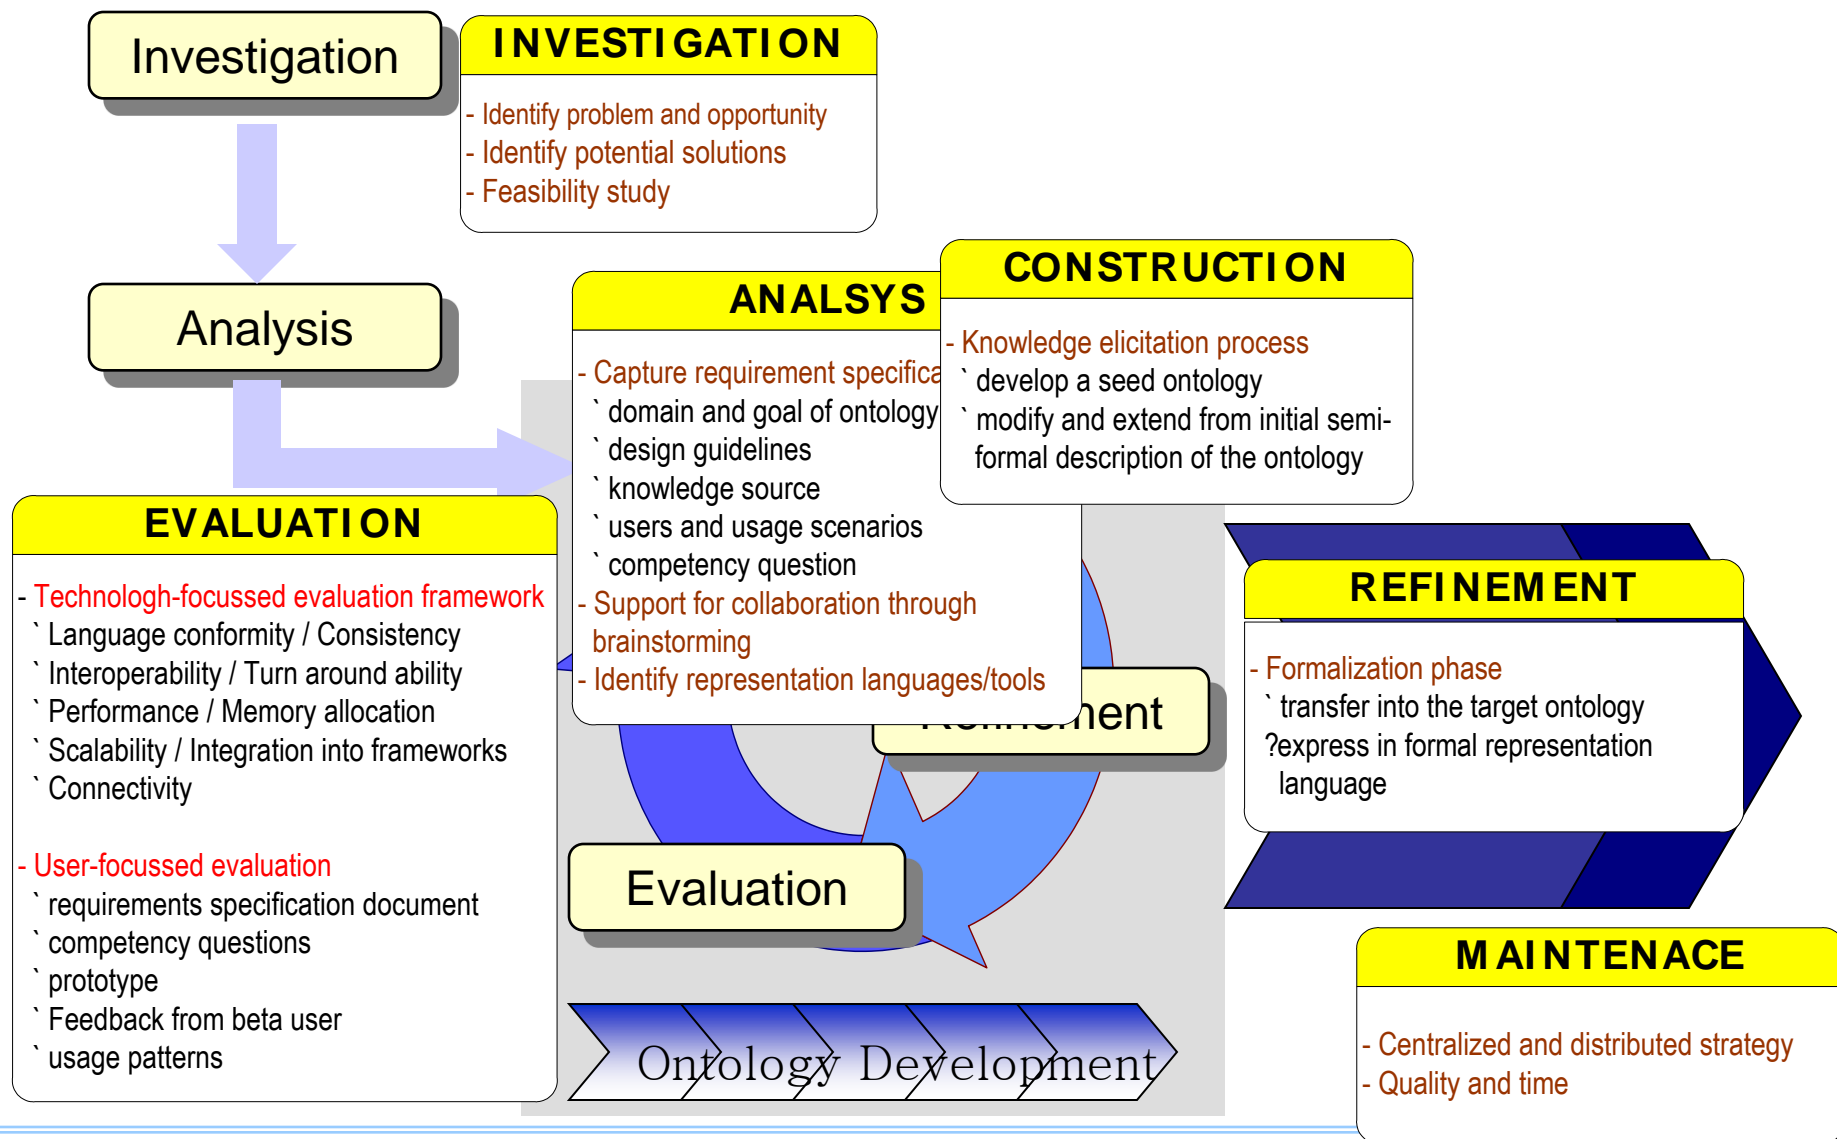 Investigation
INVESTIGATION
- Identify problem and opportunity
- Identify potential solutions
- Feasibility study
Analysis
ANALSYS
- Capture requirement specifica
` domain and goal of ontology
` design guidelines
` knowledge source
` users and usage scenarios
` competency question
- Support for collaboration through
brainstorming
- Identify representation languages/tools
CONSTRUCTION
- Knowledge elicitation process
` develop a seed ontology
` modify and extend from initial semi-
formal description of the ontology
EVALUATION
- Technologh-focussed evaluation framework
` Language conformity / Consistency
` Interoperability / Turn around ability
` Performance / Memory allocation
` Scalability / Integration into frameworks
` Connectivity
- User-focussed evaluation
` requirements specification document
` competency questions
` prototype
` Feedback from beta user
` usage patterns
Refinement
Evaluation
Ontology Development
REFINEMENT
- Formalization phase
` transfer into the target ontology
?express in formal representation
language
MAINTENACE
- Centralized and distributed strategy
- Quality and time